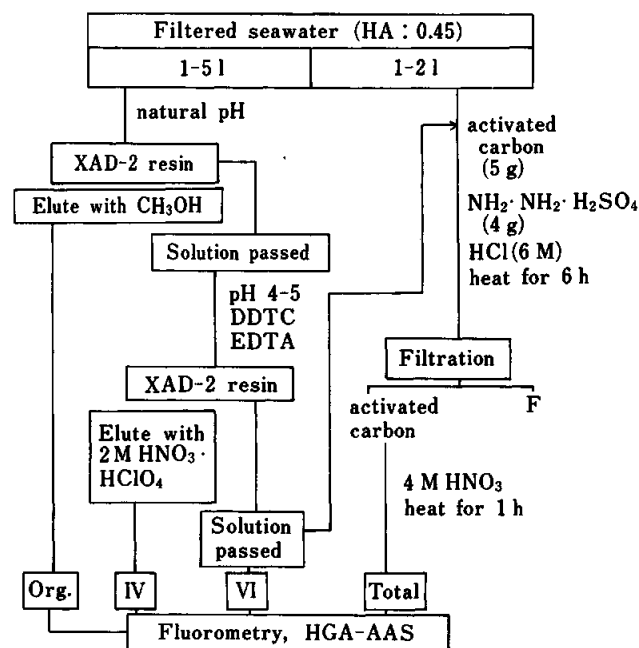 Filtered seawater (HA : 0.45)
1-5 l
1-2 l
natural pH
XAD-2 resin
Elute with CH₃OH
Solution passed
pH 4-5
DDTC
EDTA
XAD-2 resin
Elute with
2M HNO₃·
HClO₄
Solution
passed
activated
carbon
(5 g)
NH₂·NH₂·H₂SO₄
(4 g)
HCl(6 M)
heat for 6 h
Filtration
activated
carbon
F
4 M HNO₃
heat for 1 h
Org.
IV
VI
Total
Fluorometry, HGA-AAS